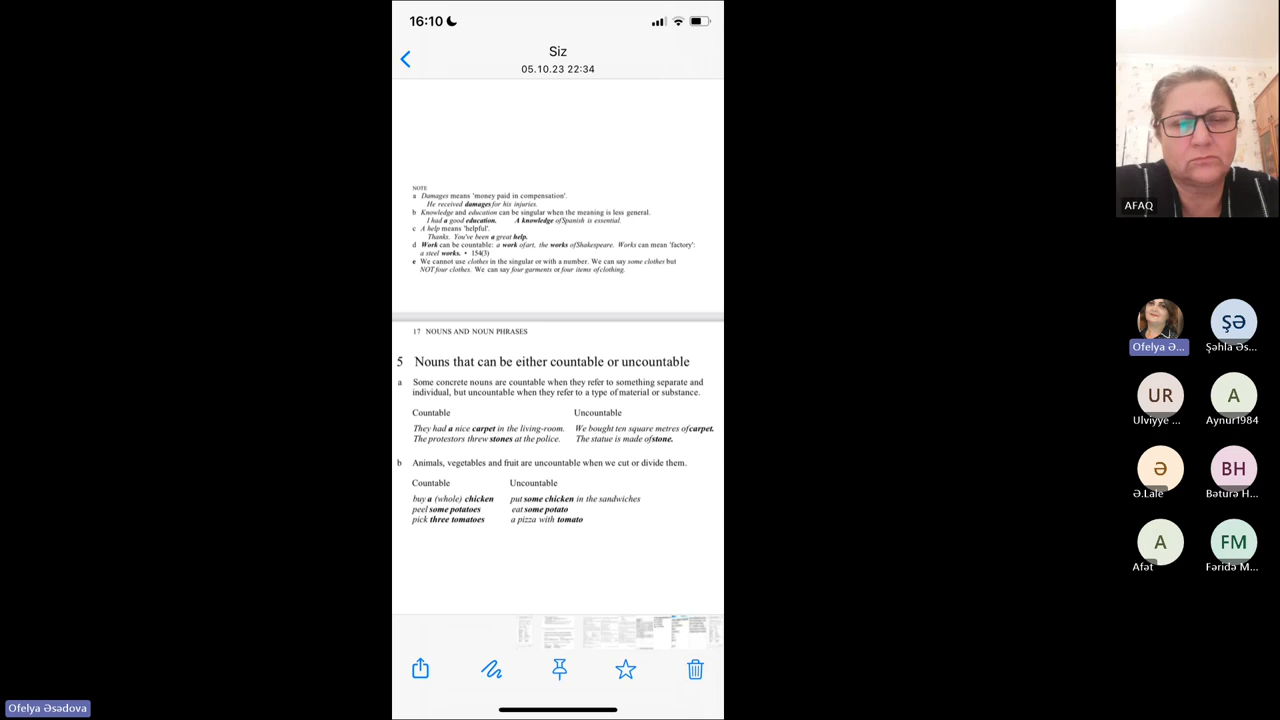 16:10
Siz
05.10.23 22:34
NOTE
a Damages means 'money paid in compensation'.
He received damages for his injuries.
b Knowledge and education can be singular when the meaning is less general.
I had a good education. A knowledge of Spanish is essential.
c A help means 'helpful'.
Thanks. You've been a great help.
d Work can be countable: a work of art, the works of Shakespeare. Works can mean 'factory':
a steel works. • 154(3)
e We cannot use clothes in the singular or with a number. We can say some clothes but
NOT four clothes. We can say four garments or four items of clothing.
17 NOUNS AND NOUN PHRASES
5 Nouns that can be either countable or uncountable
a Some concrete nouns are countable when they refer to something separate and
individual, but uncountable when they refer to a type of material or substance.
Countable Uncountable
They had a nice carpet in the living-room. We bought ten square metres of carpet.
The protestors threw stones at the police. The statue is made of stone.
b Animals, vegetables and fruit are uncountable when we cut or divide them.
Countable Uncountable
buy a (whole) chicken put some chicken in the sandwiches
peel some potatoes eat some potato
pick three tomatoes a pizza with tomato
AFAQ
Ofelya Ə...
ŞƏ
Şəhla Əs...
UR
Ulviyye ...
A
Aynur1984
Ə
Ə.Lalə
BH
Bəturə H...
A
Afət
FM
Fəridə M...
Ofelya Əsədova